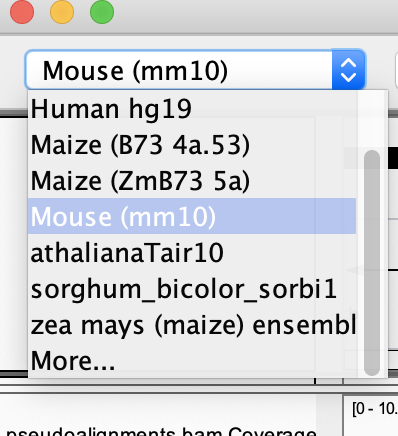 Mouse (mm10)
Human hg19
Maize (B73 4a.53)
Maize (ZmB73 5a)
Mouse (mm10)
athalianaTair10
sorghum_bicolor_sorbi1
zea mays (maize) ensembl
More...
[0 - 10.
pseudoalignments.bam Coverage